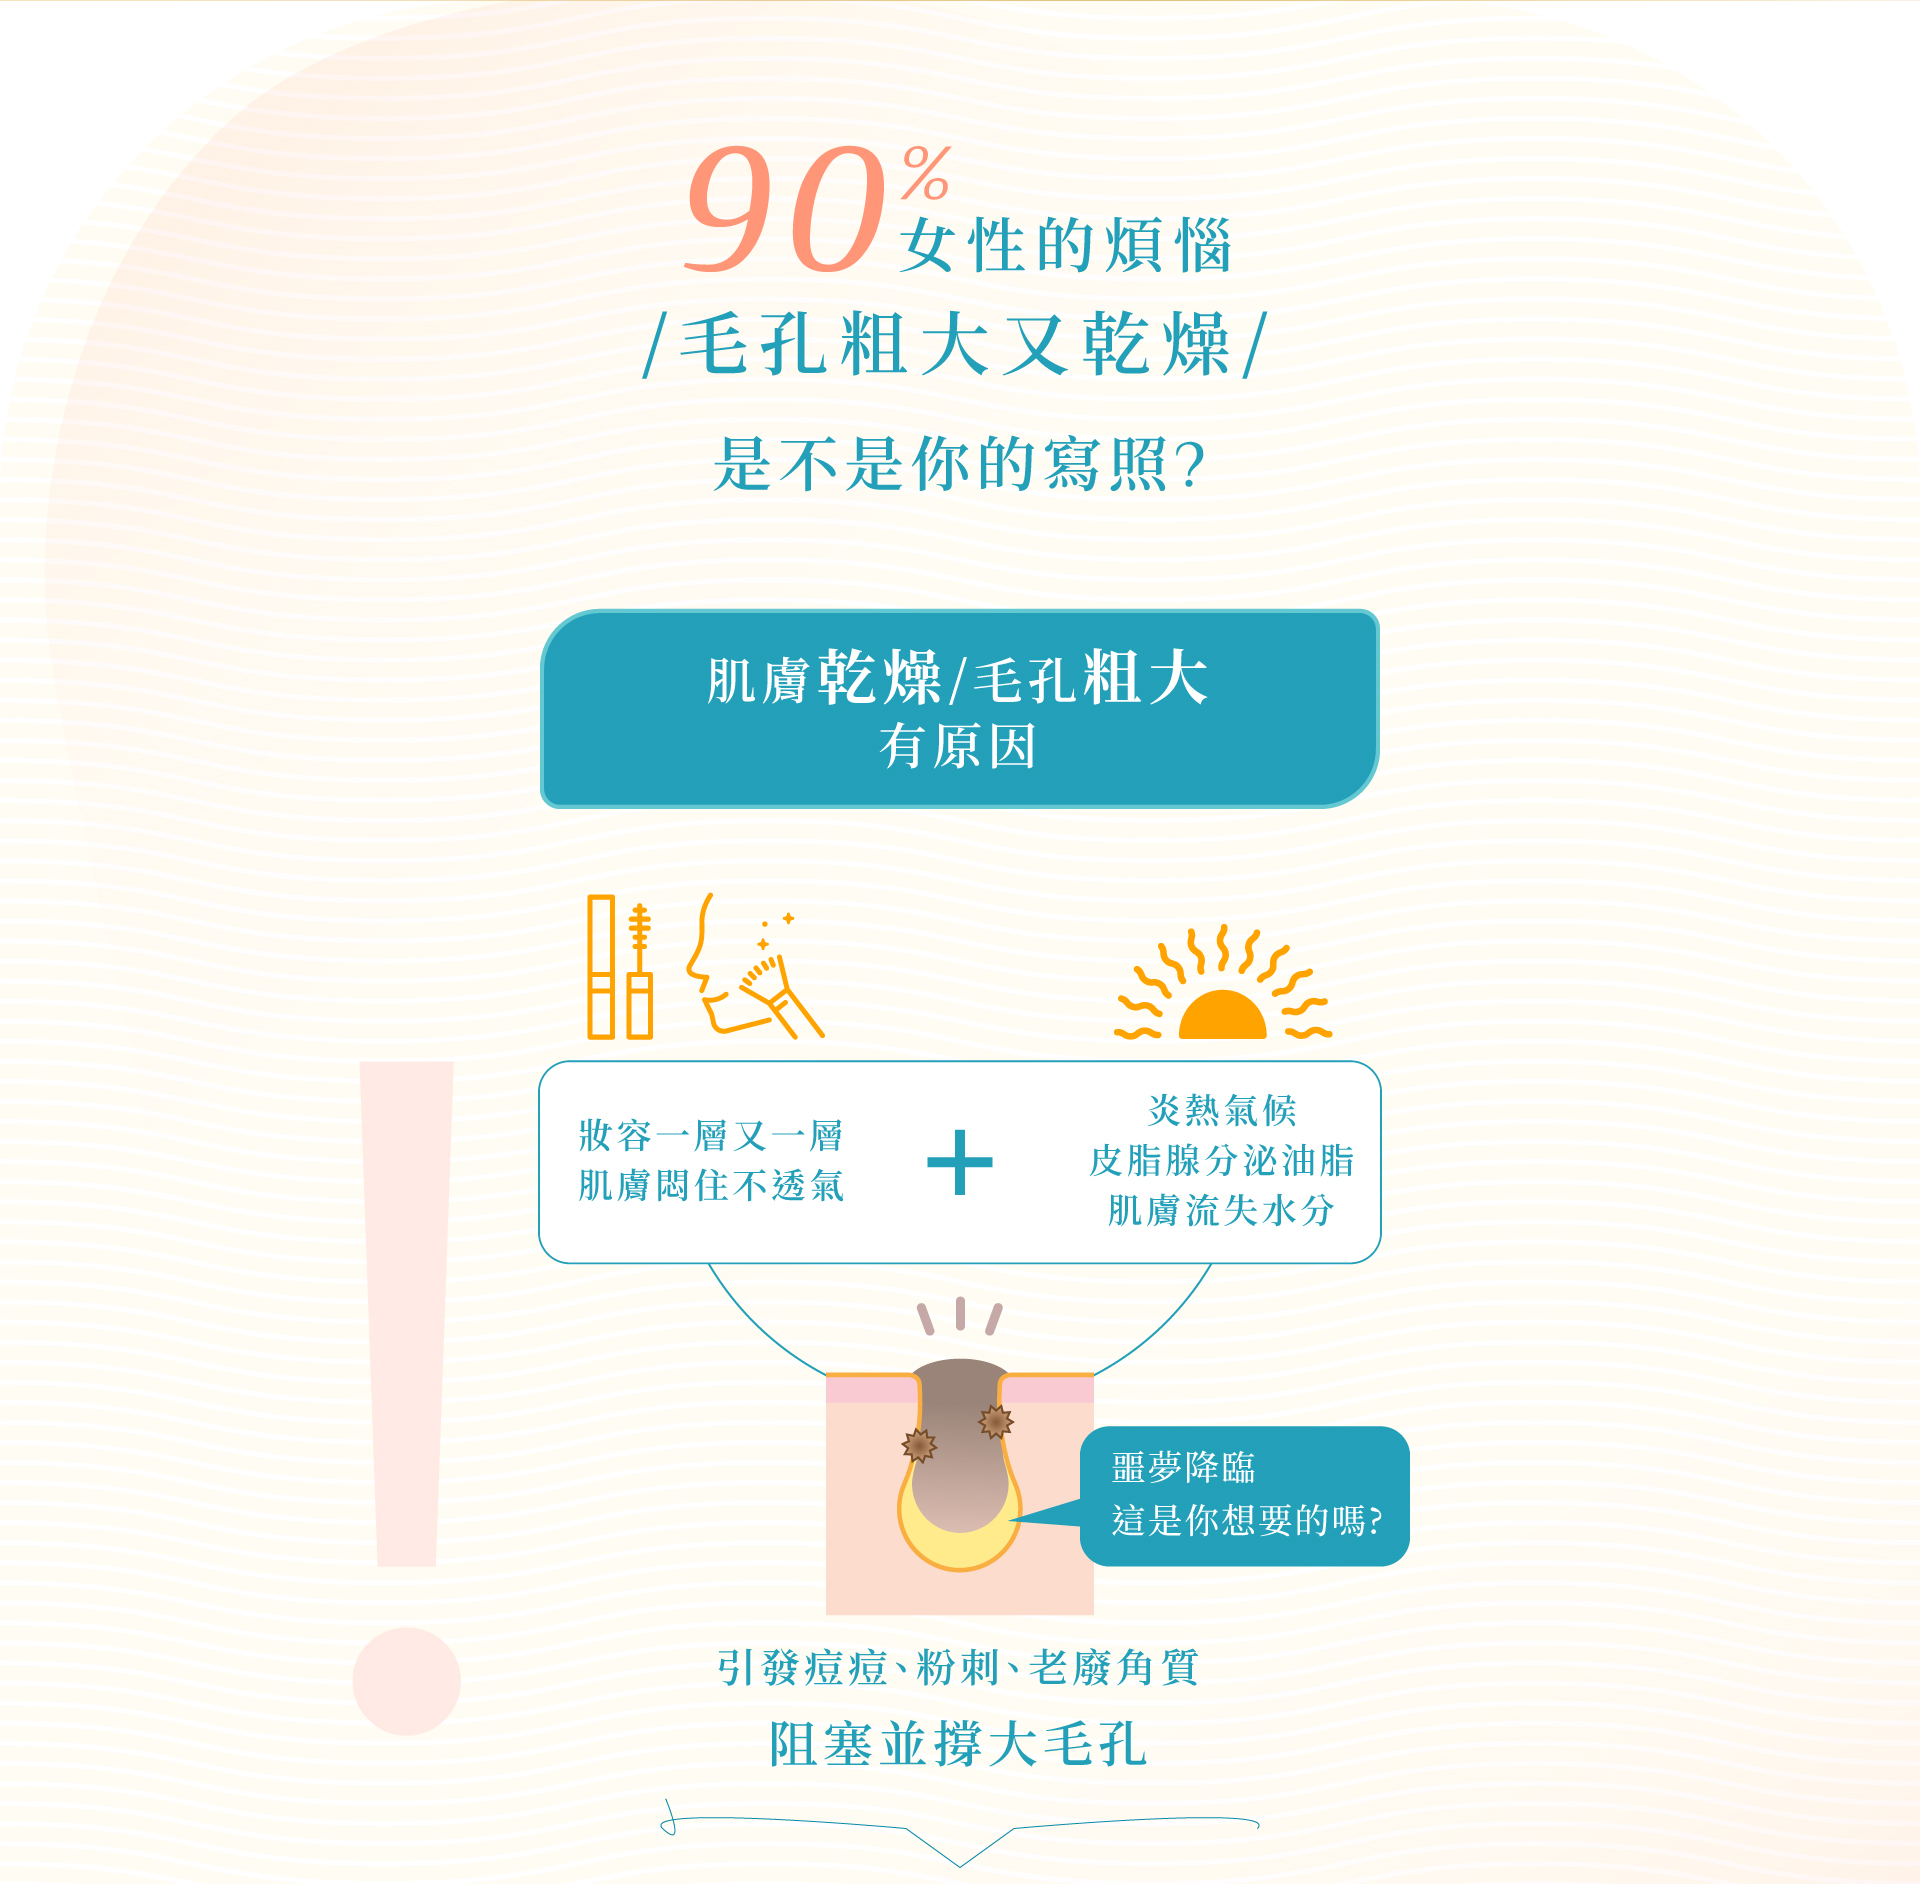 90%女性的煩惱
/毛孔粗大又乾燥/
是不是你的寫照?
肌膚乾燥/毛孔粗大
有原因
妝容一層又一層
肌膚悶住不透氣
+
炎熱氣候
皮脂腺分泌油脂
肌膚流失水分
噩夢降臨
這是你想要的嗎?
引發痘痘、粉刺、老廢角質
阻塞並撐大毛孔